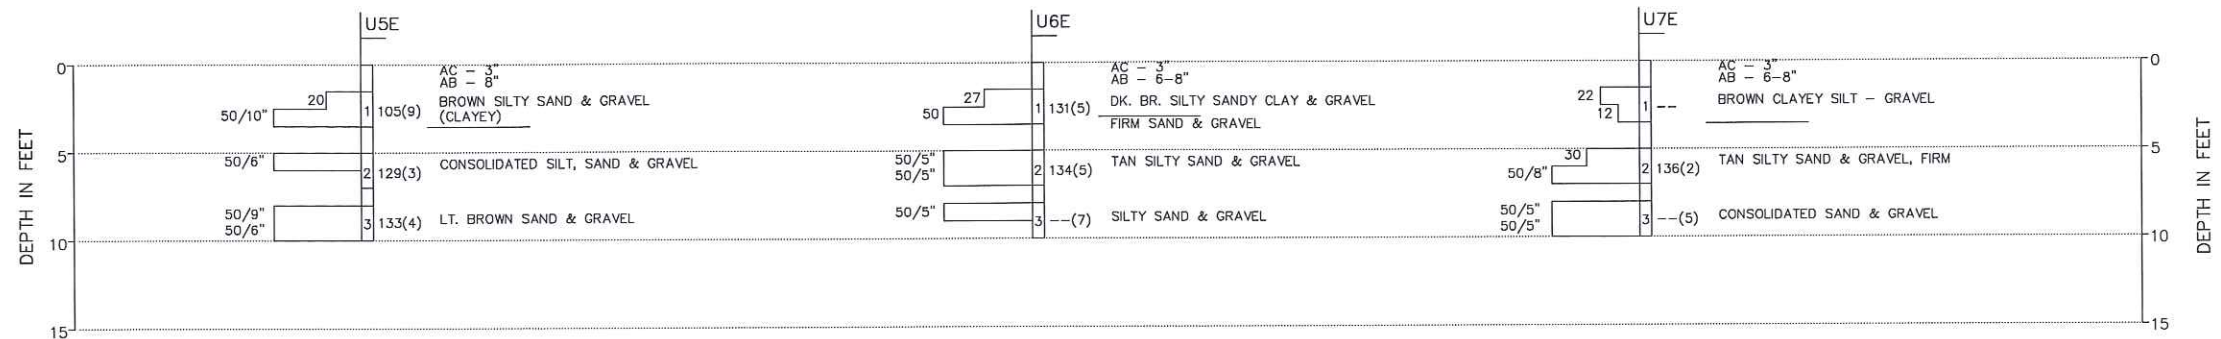 U5E
AC - 3"
AB - 8"
20
50/10"
1
105(9)
BROWN SILTY SAND & GRAVEL
(CLAYEY)
50/6"
2
129(3)
CONSOLIDATED SILT, SAND & GRAVEL
50/9"
50/6"
3
133(4)
LT. BROWN SAND & GRAVEL
U6E
AC - 3"
AB - 6-8"
27
50
1
131(5)
DK. BR. SILTY SANDY CLAY & GRAVEL
FIRM SAND & GRAVEL
50/5"
50/5"
2
134(5)
TAN SILTY SAND & GRAVEL
50/5"
3
--(7)
SILTY SAND & GRAVEL
U7E
AC - 3"
AB - 6-8"
22
12
1
--
BROWN CLAYEY SILT - GRAVEL
30
50/8"
2
136(2)
TAN SILTY SAND & GRAVEL, FIRM
50/5"
50/5"
3
--(5)
CONSOLIDATED SAND & GRAVEL
DEPTH IN FEET
0
5
10
15
0
5
10
15
DEPTH IN FEET